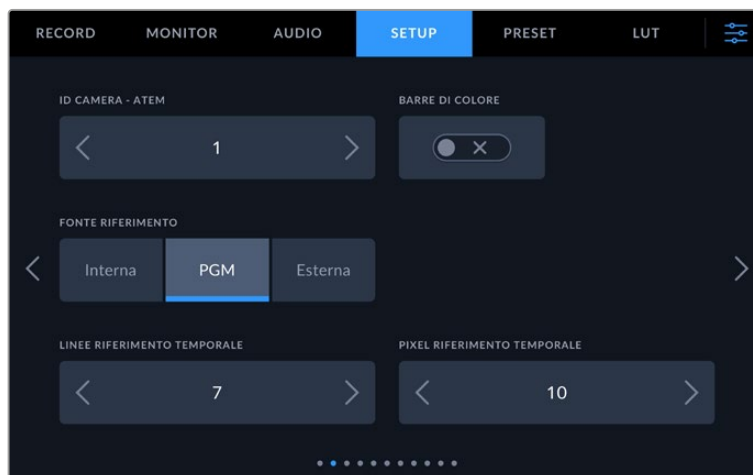 RECORD MONITOR AUDIO SETUP PRESET LUT
ID CAMERA - ATEM BARRE DI COLORE
1
FONTE RIFERIMENTO
Interna PGM Esterna
LINEE RIFERIMENTO TEMPORALE PIXEL RIFERIMENTO TEMPORALE
7 10